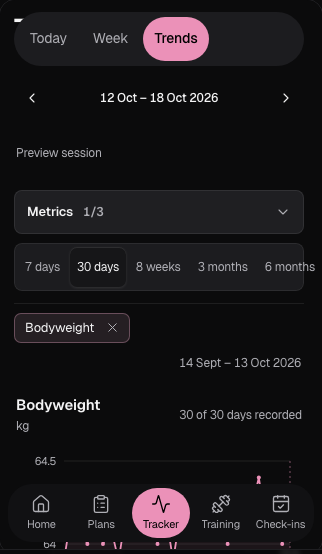 Today Week Trends
12 Oct – 18 Oct 2026
Preview session
Metrics 1/3
7 days 30 days 8 weeks 3 months 6 months
Bodyweight
14 Sept – 13 Oct 2026
Bodyweight
30 of 30 days recorded
kg
64.5
64
Home Plans Tracker Training Check-ins